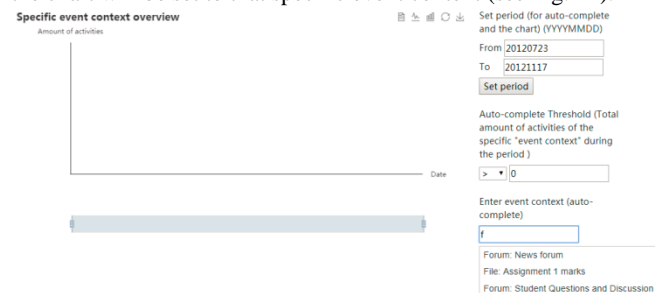 Specific event context overview
Amount of activities
Date
Set period (for auto-complete
and the chart) (YYYYMMDD)
From 20120723
To 20121117
Set period
Auto-complete Threshold (Total
amount of activities of the
specific "event context" during
the period )
> 0
Enter event context (auto-
complete)
f
Forum: News forum
File: Assignment 1 marks
Forum: Student Questions and Discussion